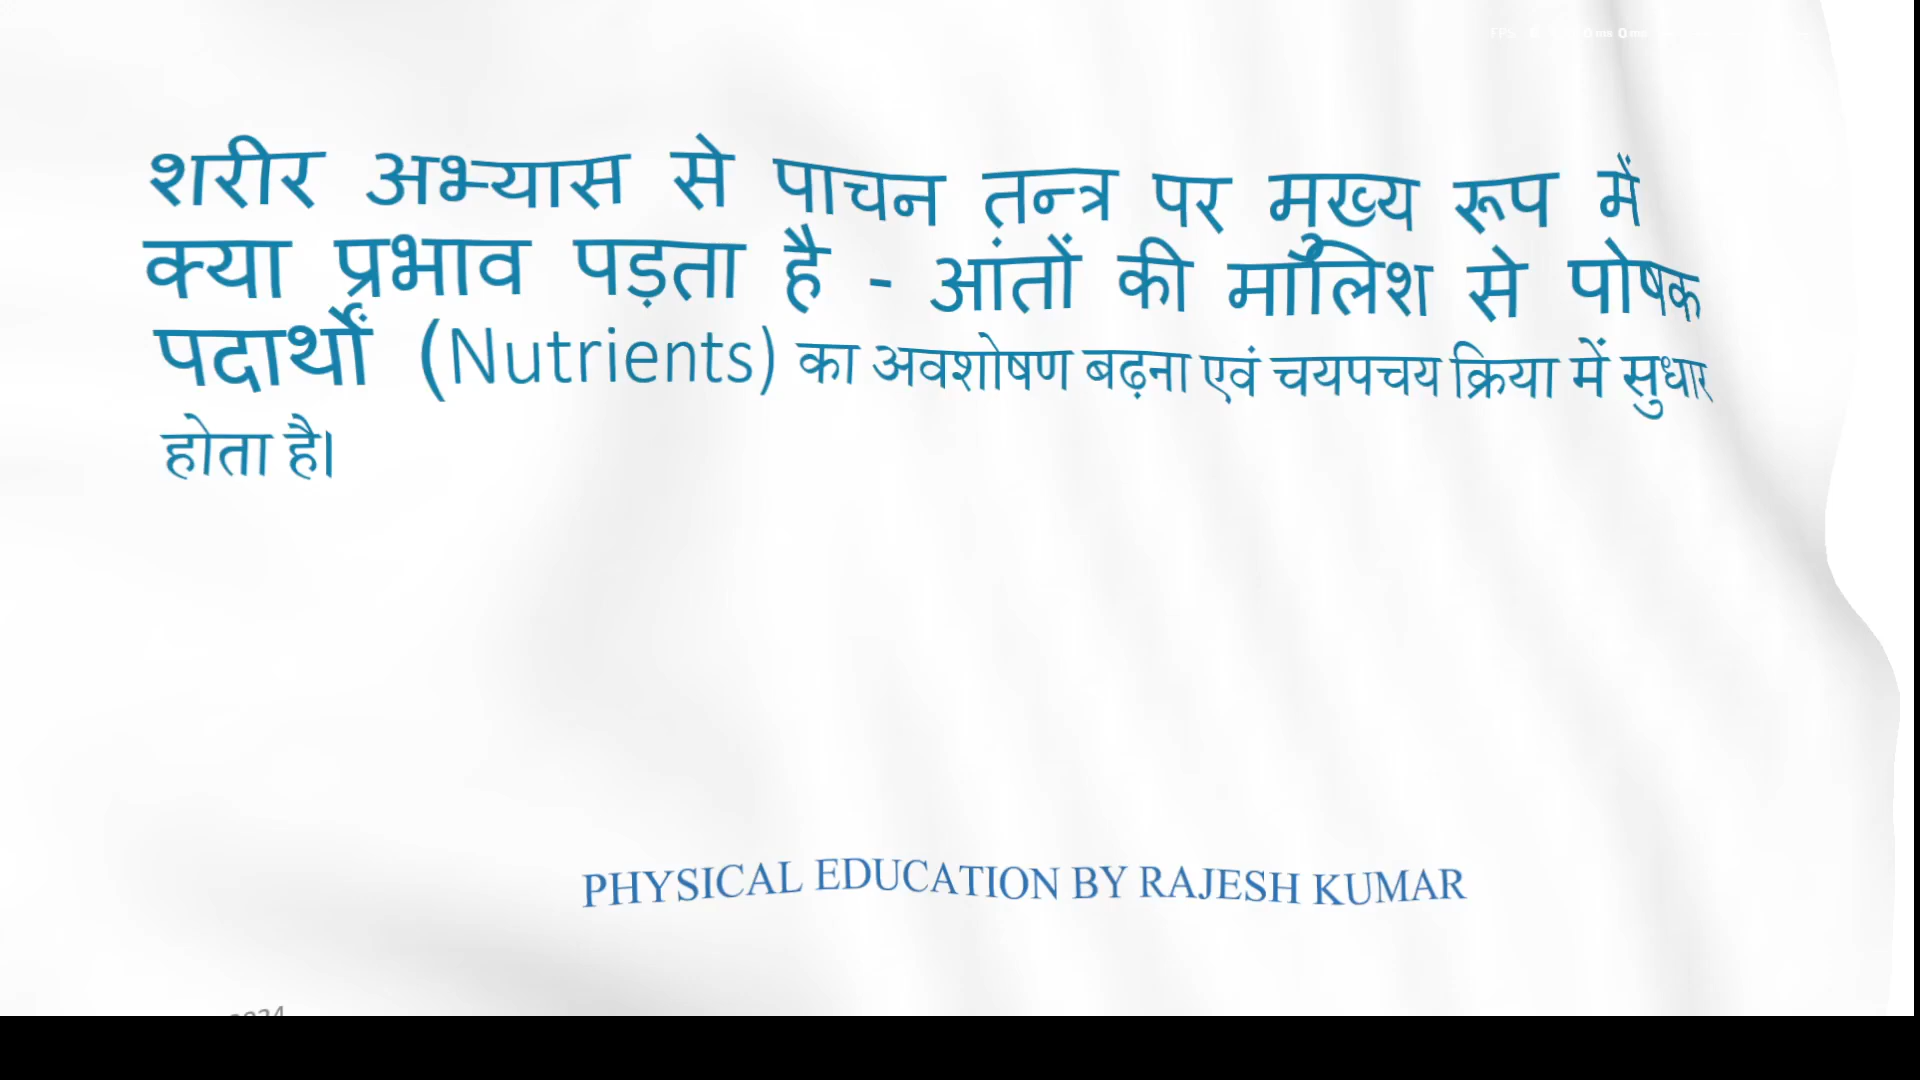 शरीर अभ्यास से पाचन तन्त्र पर मुख्य रूप में
क्या प्रभाव पड़ता है - आंतों की मालिश से पोषक
पदार्थों (Nutrients) का अवशोषण बढ़ना एवं चयपचय क्रिया में सुधार
होता है।
PHYSICAL EDUCATION BY RAJESH KUMAR